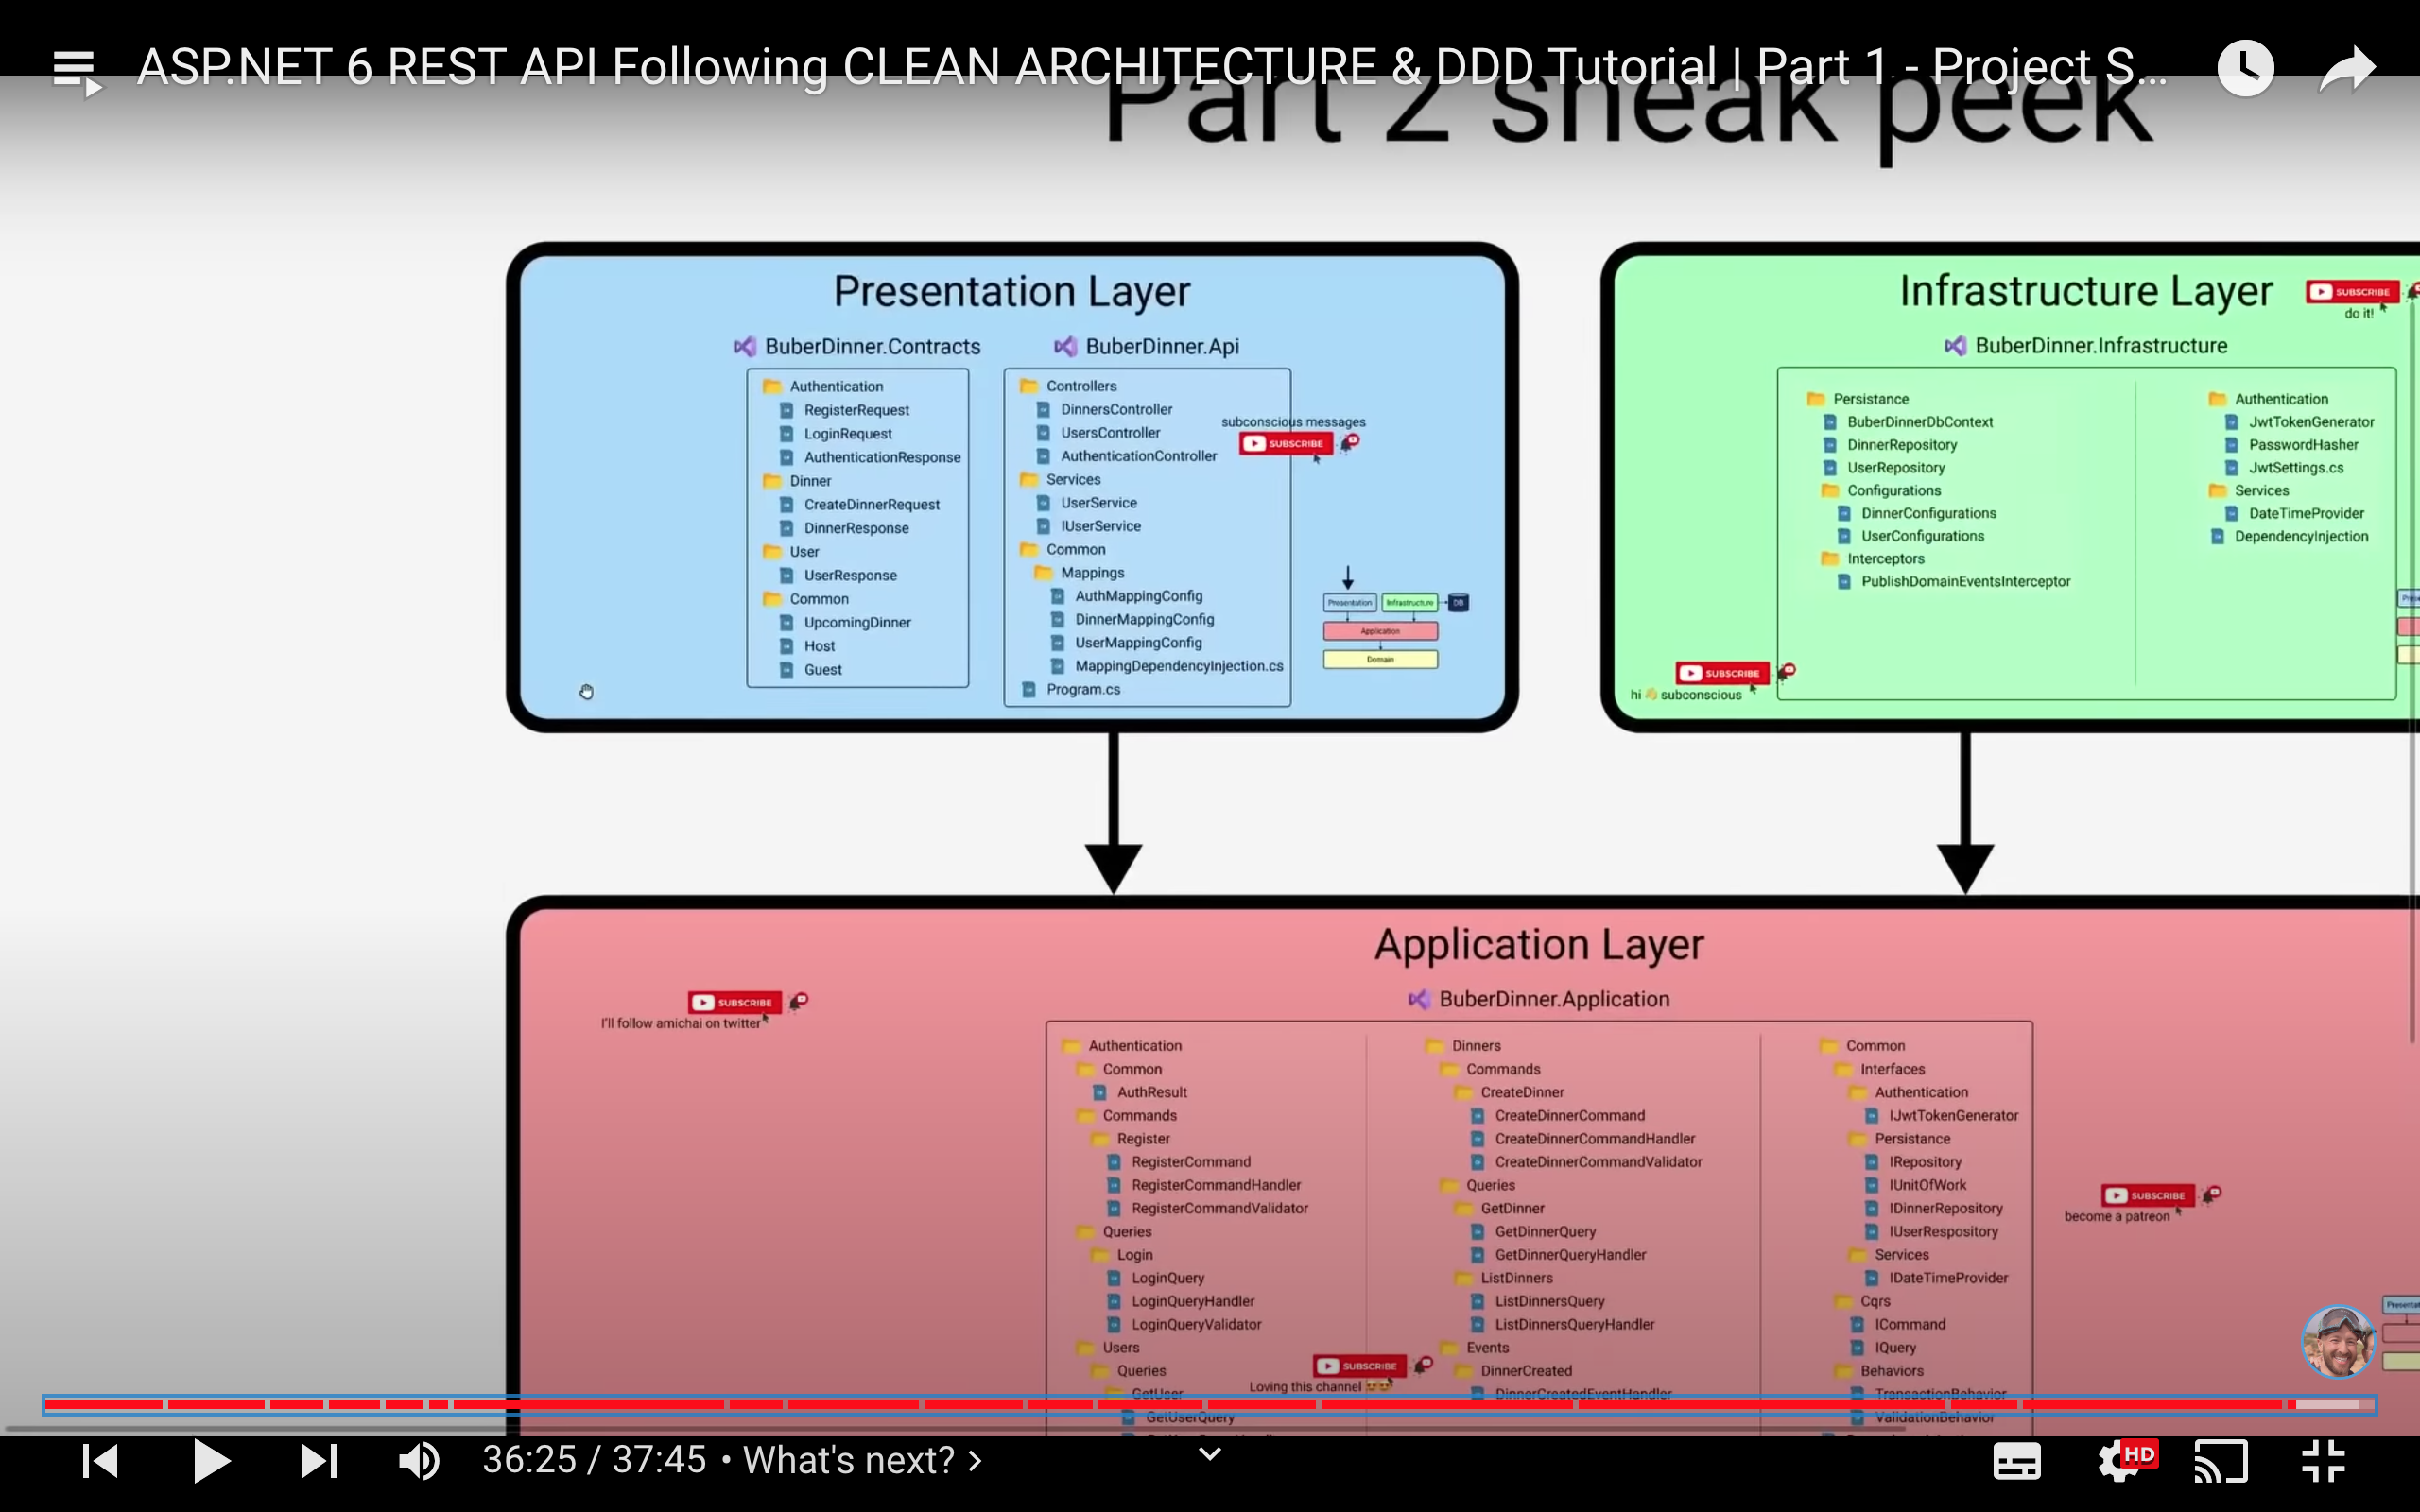 ASP.NET 6 REST API Following CLEAN ARCHITECTURE & DDD Tutorial | Part 1 - Project S...
Part 2 sneak peek
Presentation Layer
BuberDinner.Contracts
Authentication
RegisterRequest
LoginRequest
AuthenticationResponse
Dinner
CreateDinnerRequest
DinnerResponse
User
UserResponse
Common
UpcomingDinner
Host
Guest
BuberDinner.Api
Controllers
DinnersController
UsersController
AuthenticationController
Services
UserService
IUserService
Common
Mappings
AuthMappingConfig
DinnerMappingConfig
UserMappingConfig
MappingDependencyInjection.cs
Program.cs
subconscious messages
SUBSCRIBE
Presentation
Infrastructure
DB
Application
Domain
Infrastructure Layer
SUBSCRIBE
do it!
BuberDinner.Infrastructure
Persistance
BuberDinnerDbContext
DinnerRepository
UserRepository
Configurations
DinnerConfigurations
UserConfigurations
Interceptors
PublishDomainEventsInterceptor
Authentication
JwtTokenGenerator
PasswordHasher
JwtSettings.cs
Services
DateTimeProvider
DependencyInjection
SUBSCRIBE
hi 👋 subconscious
Application Layer
SUBSCRIBE
I'll follow amichai on twitter
BuberDinner.Application
Authentication
Common
AuthResult
Commands
Register
RegisterCommand
RegisterCommandHandler
RegisterCommandValidator
Queries
Login
LoginQuery
LoginQueryHandler
LoginQueryValidator
Users
Queries
GetUser
GetUserQuery
SUBSCRIBE
Loving this channel 😍😍
Dinners
Commands
CreateDinner
CreateDinnerCommand
CreateDinnerCommandHandler
CreateDinnerCommandValidator
Queries
GetDinner
GetDinnerQuery
GetDinnerQueryHandler
ListDinners
ListDinnersQuery
ListDinnersQueryHandler
Events
DinnerCreated
DinnerCreatedEventHandler
Common
Interfaces
Authentication
IJwtTokenGenerator
Persistance
IRepository
IUnitOfWork
IDinnerRepository
IUserRespository
Services
IDateTimeProvider
Cqrs
ICommand
IQuery
Behaviors
TransactionBehavior
ValidationBehavior
SUBSCRIBE
become a patreon
36:25 / 37:45 • What's next? >
HD